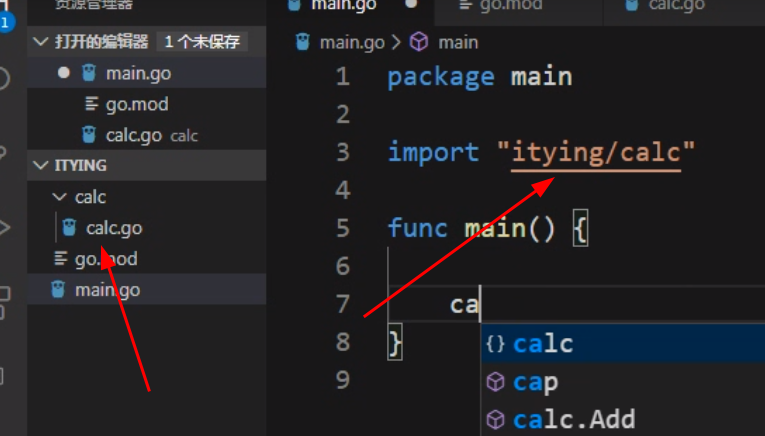 资源管理器
打开的编辑器 1 个未保存
main.go
go.mod
calc.go calc
ITYING
calc
calc.go
go.mod
main.go
main.go go.mod calc.go
main.go > main
1 package main
2
3 import "itying/calc"
4
5 func main() {
6
7 ca
8 }
9
{} calc
cap
calc.Add
1